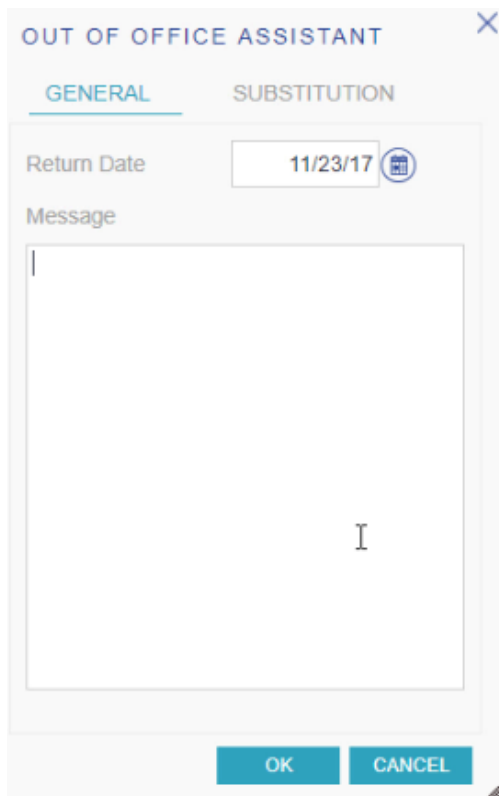 OUT OF OFFICE ASSISTANT
GENERAL SUBSTITUTION
Return Date 11/23/17
Message
OK CANCEL